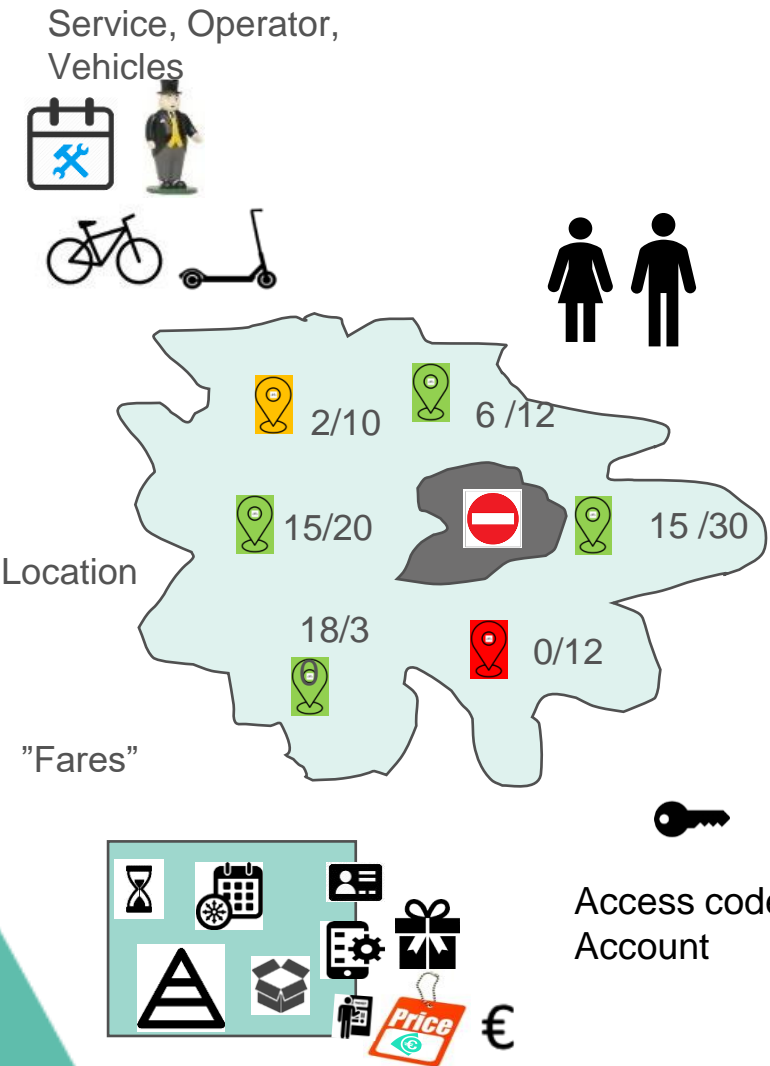 Service, Operator,
Vehicles
2/10
6 /12
15/20
15 /30
Location
18/3
0
0/12
”Fares”
Access code
Account
Price
€
€